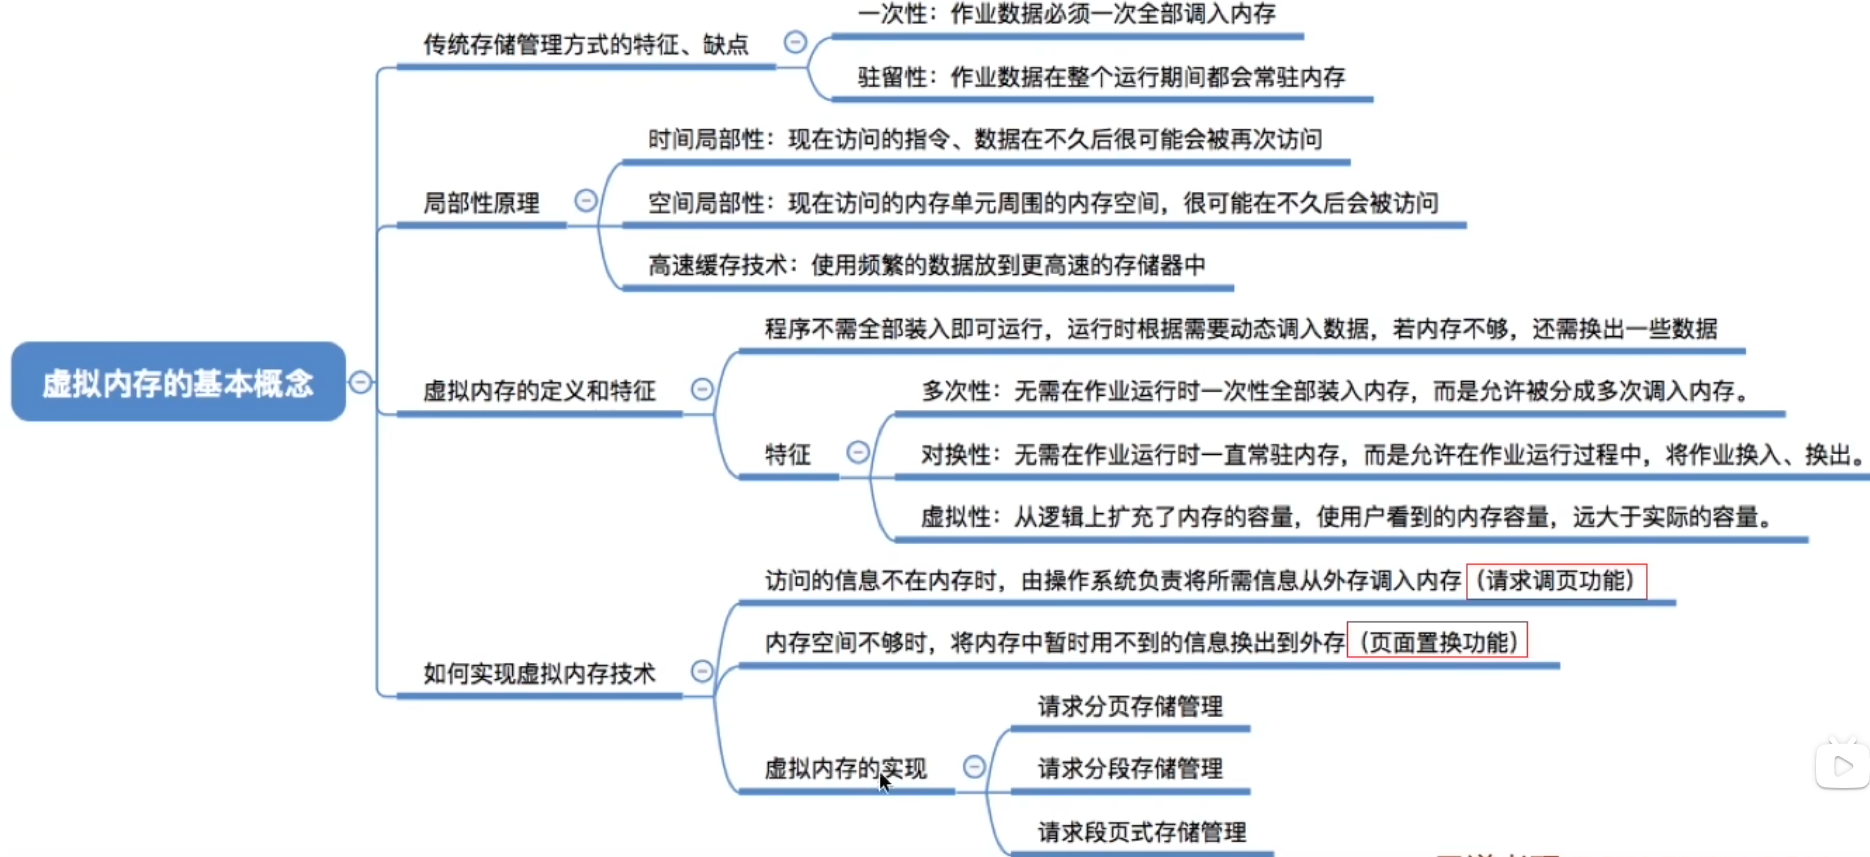 一次性：作业数据必须一次全部调入内存
传统存储管理方式的特征、缺点
驻留性：作业数据在整个运行期间都会常驻内存
时间局部性：现在访问的指令、数据在不久后很可能会被再次访问
局部性原理
空间局部性：现在访问的内存单元周围的内存空间，很可能在不久后会被访问
高速缓存技术：使用频繁的数据放到更高速的存储器中
程序不需全部装入即可运行，运行时根据需要动态调入数据，若内存不够，还需换出一些数据
虚拟内存的基本概念
虚拟内存的定义和特征
多次性：无需在作业运行时一次性全部装入内存，而是允许被分成多次调入内存。
特征
对换性：无需在作业运行时一直常驻内存，而是允许在作业运行过程中，将作业换入、换出。
虚拟性：从逻辑上扩充了内存的容量，使用户看到的内存容量，远大于实际的容量。
访问的信息不在内存时，由操作系统负责将所需信息从外存调入内存（请求调页功能）
内存空间不够时，将内存中暂时用不到的信息换出到外存（页面置换功能）
如何实现虚拟内存技术
请求分页存储管理
虚拟内存的实现
请求分段存储管理
请求段页式存储管理